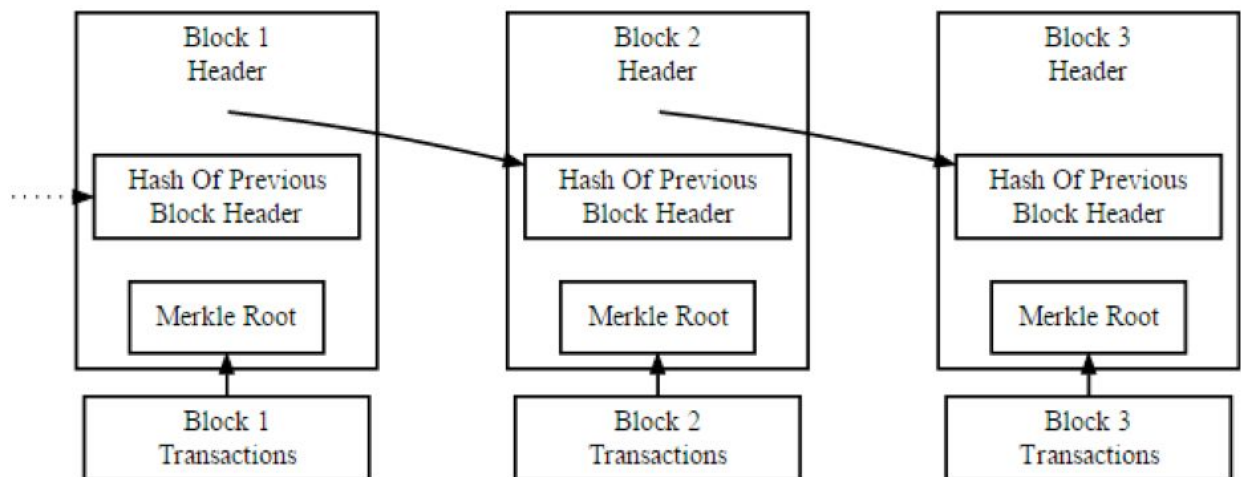 Block 1
Header
Hash Of Previous
Block Header
Merkle Root
Block 1
Transactions
Block 2
Header
Hash Of Previous
Block Header
Merkle Root
Block 2
Transactions
Block 3
Header
Hash Of Previous
Block Header
Merkle Root
Block 3
Transactions